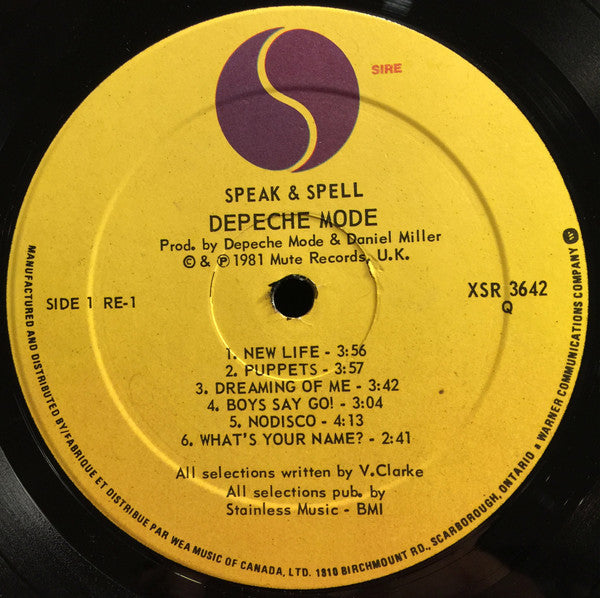 SIRE
SPEAK & SPELL
DEPECHE MODE
Prod. by Depeche Mode & Daniel Miller
© & ℗ 1981 Mute Records, U.K.
SIDE 1 RE-1
XSR 3642
Q
1. NEW LIFE - 3:56
2. PUPPETS - 3:57
3. DREAMING OF ME - 3:42
4. BOYS SAY GO! - 3:04
5. NODISCO - 4:13
6. WHAT'S YOUR NAME? - 2:41
All selections written by V.Clarke
All selections pub. by
Stainless Music - BMI
MANUFACTURED AND DISTRIBUTED BY/FABRIQUE ET DISTRIBUE PAR WEA MUSIC OF CANADA, LTD. 1810 BIRCHMOUNT RD., SCARBOROUGH, ONTARIO a WARNER COMMUNICATIONS COMPANY